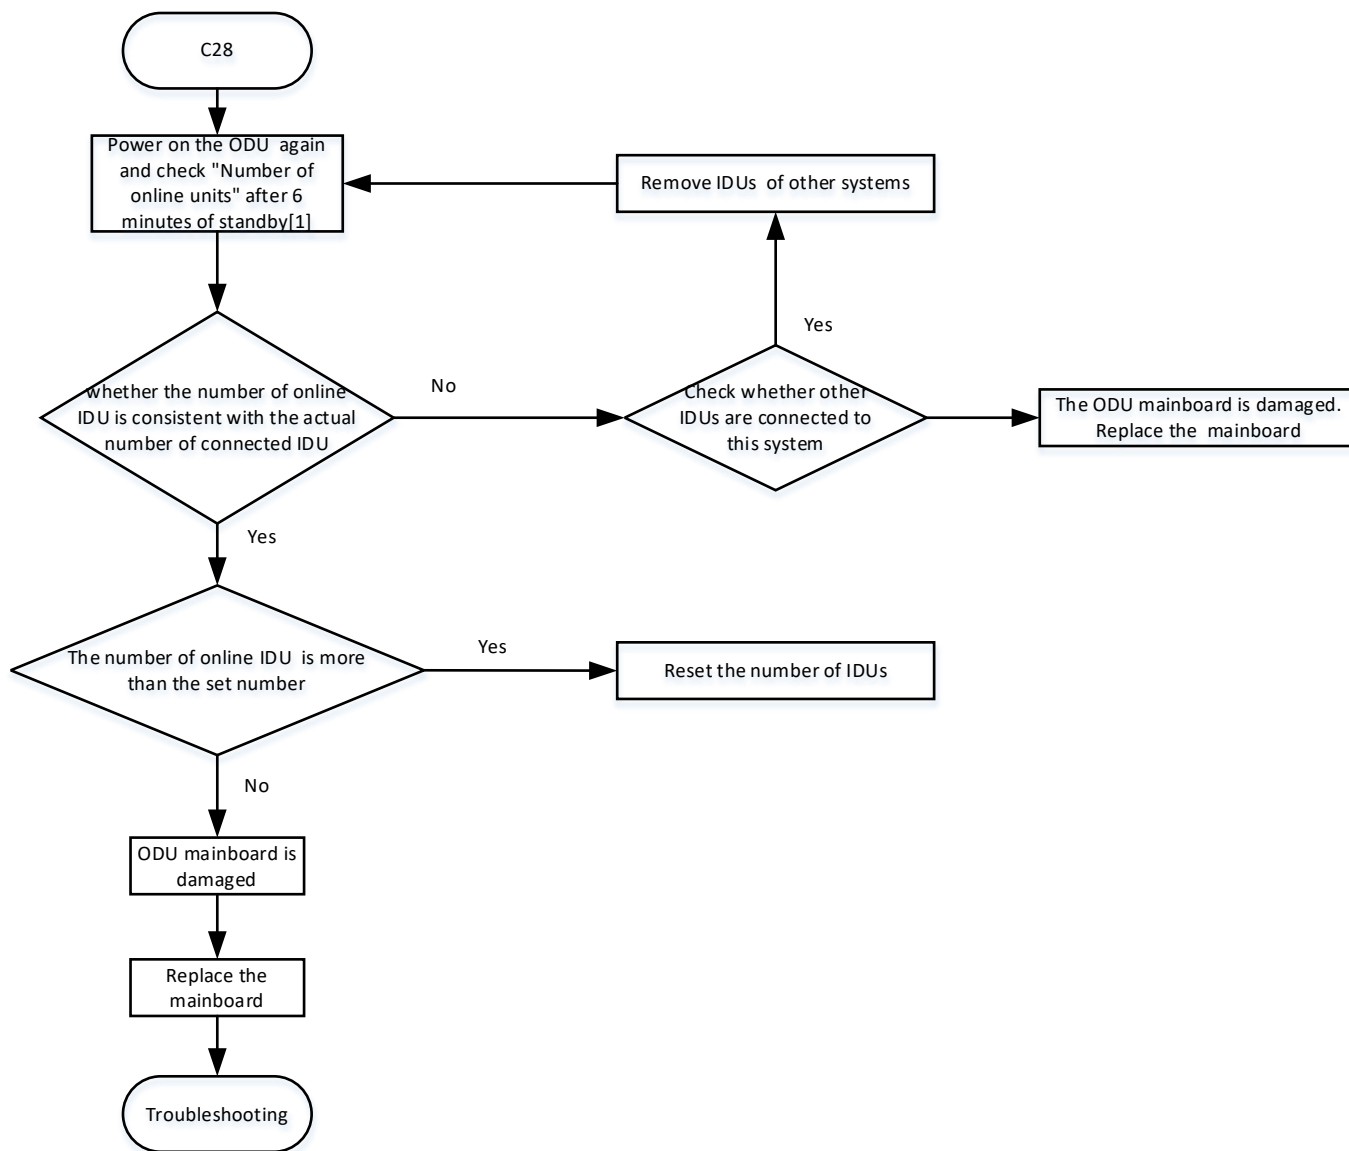 C28
Power on the ODU again
and check "Number of
online units" after 6
minutes of standby[1]
Remove IDUs of other systems
Yes
whether the number of online
IDU is consistent with the actual
number of connected IDU
No
Check whether other
IDUs are connected to
this system
The ODU mainboard is damaged.
Replace the mainboard
Yes
The number of online IDU is more
than the set number
Yes
Reset the number of IDUs
No
ODU mainboard is
damaged
Replace the
mainboard
Troubleshooting